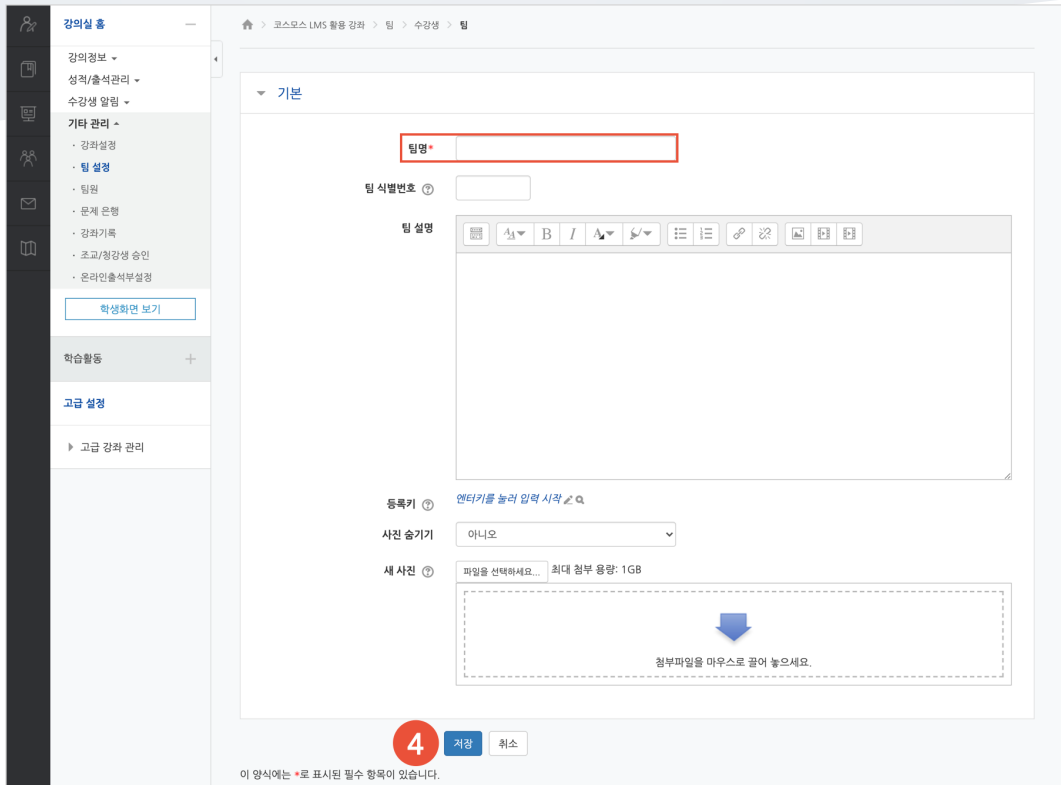 강의실 홈
코스모스 LMS 활용 강좌 > 팀 > 수강생 > 팀
강의정보
성적/출석관리
수강생 알림
기타 관리
· 강좌설정
· 팀 설정
· 팀원
· 문제 은행
· 강좌기록
· 조교/청강생 승인
· 온라인출석부설정
학생화면 보기
학습활동
고급 설정
고급 강좌 관리
기본
팀명*
팀 식별번호
팀 설명
B I
등록키 엔터키를 눌러 입력 시작
사진 숨기기 아니오
새 사진 파일을 선택하세요... 최대 첨부 용량: 1GB
첨부파일을 마우스로 끌어 놓으세요.
4 저장 취소
이 양식에는 *로 표시된 필수 항목이 있습니다.